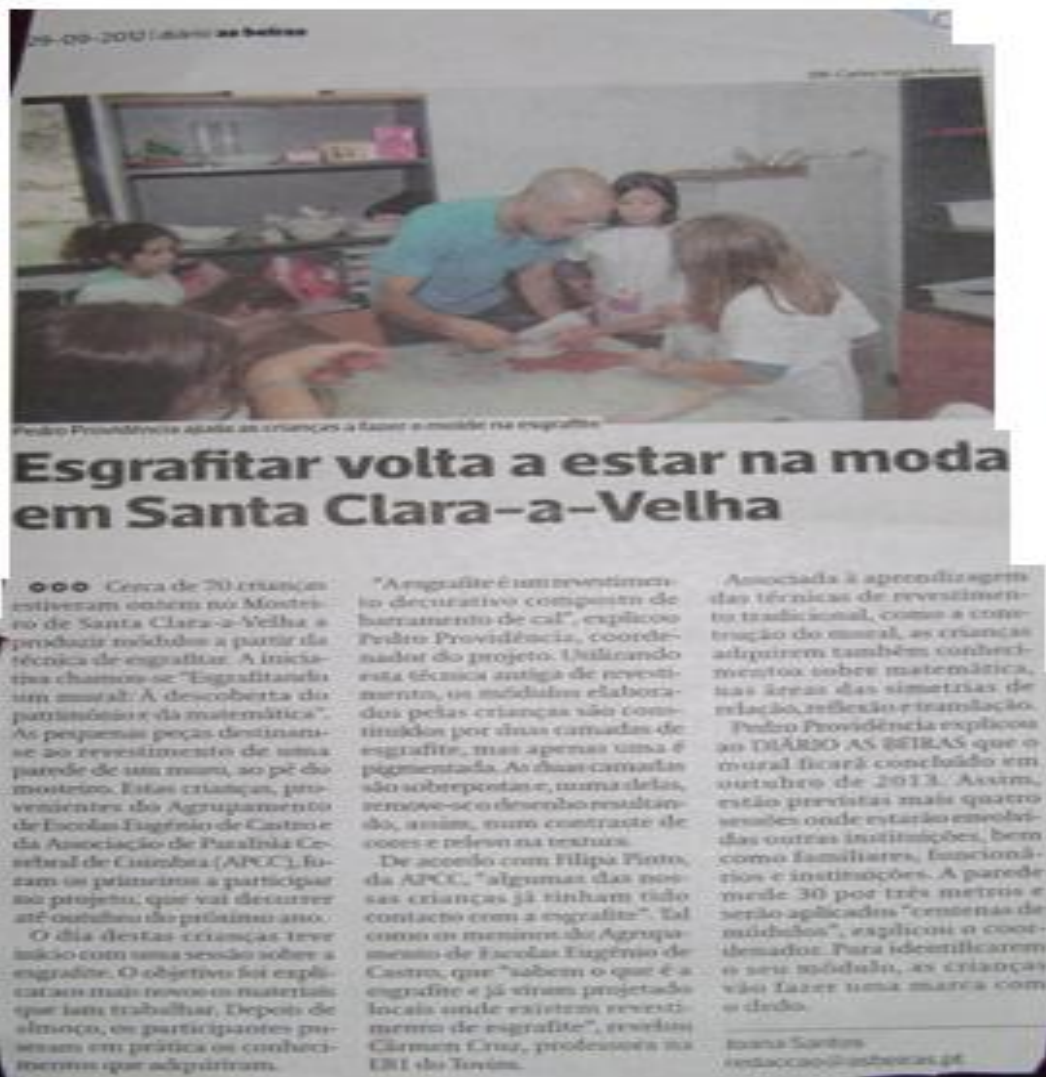 29-09-2012 | diário as beiras
Pedro Providência ajuda as crianças a fazer o molde na esgrafite
Esgrafitar volta a estar na moda
em Santa Clara-a-Velha
Cerca de 70 crianças
estiveram ontem no Mostei-
ro de Santa Clara-a-Velha a
produzir módulos a partir da
técnica de esgrafitar. A inicia-
tiva chamou-se "Esgrafitando
um mural: À descoberta do
património e da matemática".
As pequenas peças destinam-
se ao revestimento de uma
parede de um muro, ao pé do
mosteiro. Estas crianças, pro-
venientes do Agrupamento
de Escolas Eugénio de Castro e
da Associação de Paralisia Ce-
rebral de Coimbra (APCC), fo-
ram os primeiros a participar
no projeto, que vai decorrer
até outubro do próximo ano.
O dia destas crianças teve
início com uma sessão sobre a
esgrafite. O objetivo foi expli-
car aos mais novos os materiais
que iam trabalhar. Depois de
almoço, os participantes pu-
seram em prática os conheci-
mentos que adquiriram.
"A esgrafite é um revestimen-
to decorativo composto de
barramento de cal", explicou
Pedro Providência, coorde-
nador do projeto. Utilizando
esta técnica antiga de revesti-
mento, os módulos elabora-
dos pelas crianças são cons-
tituídos por duas camadas de
esgrafite, mas apenas uma é
pigmentada. As duas camadas
são sobrepostas e, numa delas,
remove-se o desenho resultan-
do, assim, num contraste de
cores e relevo na textura.
De acordo com Filipa Pinto,
da APCC, "algumas das nos-
sas crianças já tinham tido
contacto com a esgrafite". Tal
como os meninos do Agrupa-
mento de Escolas Eugénio de
Castro, que "sabem o que é a
esgrafite e já viram projetado
locais onde existem revesti-
mento de esgrafite", revelou
Cármen Cruz, professora na
EB1 do Tovim.
Associada à aprendizagem
das técnicas de revestimen-
to tradicional, como a cons-
trução do mural, as crianças
adquirem também conheci-
mentos sobre matemática,
nas áreas das simetrias de
relação, reflexão e translação.
Pedro Providência explicou
ao DIÁRIO AS BEIRAS que o
mural ficará concluído em
outubro de 2013. Assim,
estão previstas mais quatro
sessões onde estarão envolvi-
das outras instituições, bem
como familiares, funcioná-
rios e instituições. A parede
mede 30 por três metros e
serão aplicados "centenas de
módulos", explicou o coor-
denador. Para identificarem
o seu módulo, as crianças
vão fazer uma marca com
o dedo.
Joana Santos
redaccao@asbeiras.pt